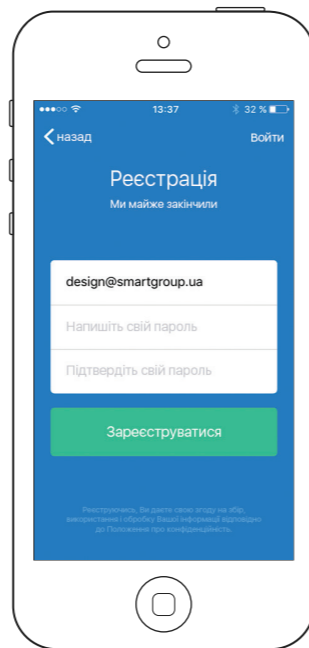 13:37
32 %
назад
Войти
Реєстрація
Ми майже закінчили
design@smartgroup.ua
Напишіть свій пароль
Підтвердіть свій пароль
Зареєструватися
Реєструючись, Ви даєте свою згоду на збір,
використання і обробку Вашої інформації відповідно
до Положення про конфіденційність.